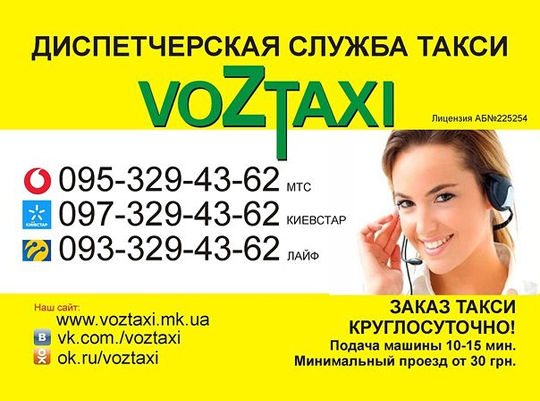 ДИСПЕТЧЕРСКАЯ СЛУЖБА ТАКСИ
VOZTAXI
Лицензия АБ№225254
095-329-43-62 МТС
097-329-43-62 КИЕВСТАР
КИЇВСТАР
093-329-43-62 ЛАЙФ
Наш сайт:
www.voztaxi.mk.ua
B vk.com./voztaxi
ok.ru/voztaxi
ЗАКАЗ ТАКСИ
КРУГЛОСУТОЧНО!
Подача машины 10-15 мин.
Минимальный проезд от 30 грн.